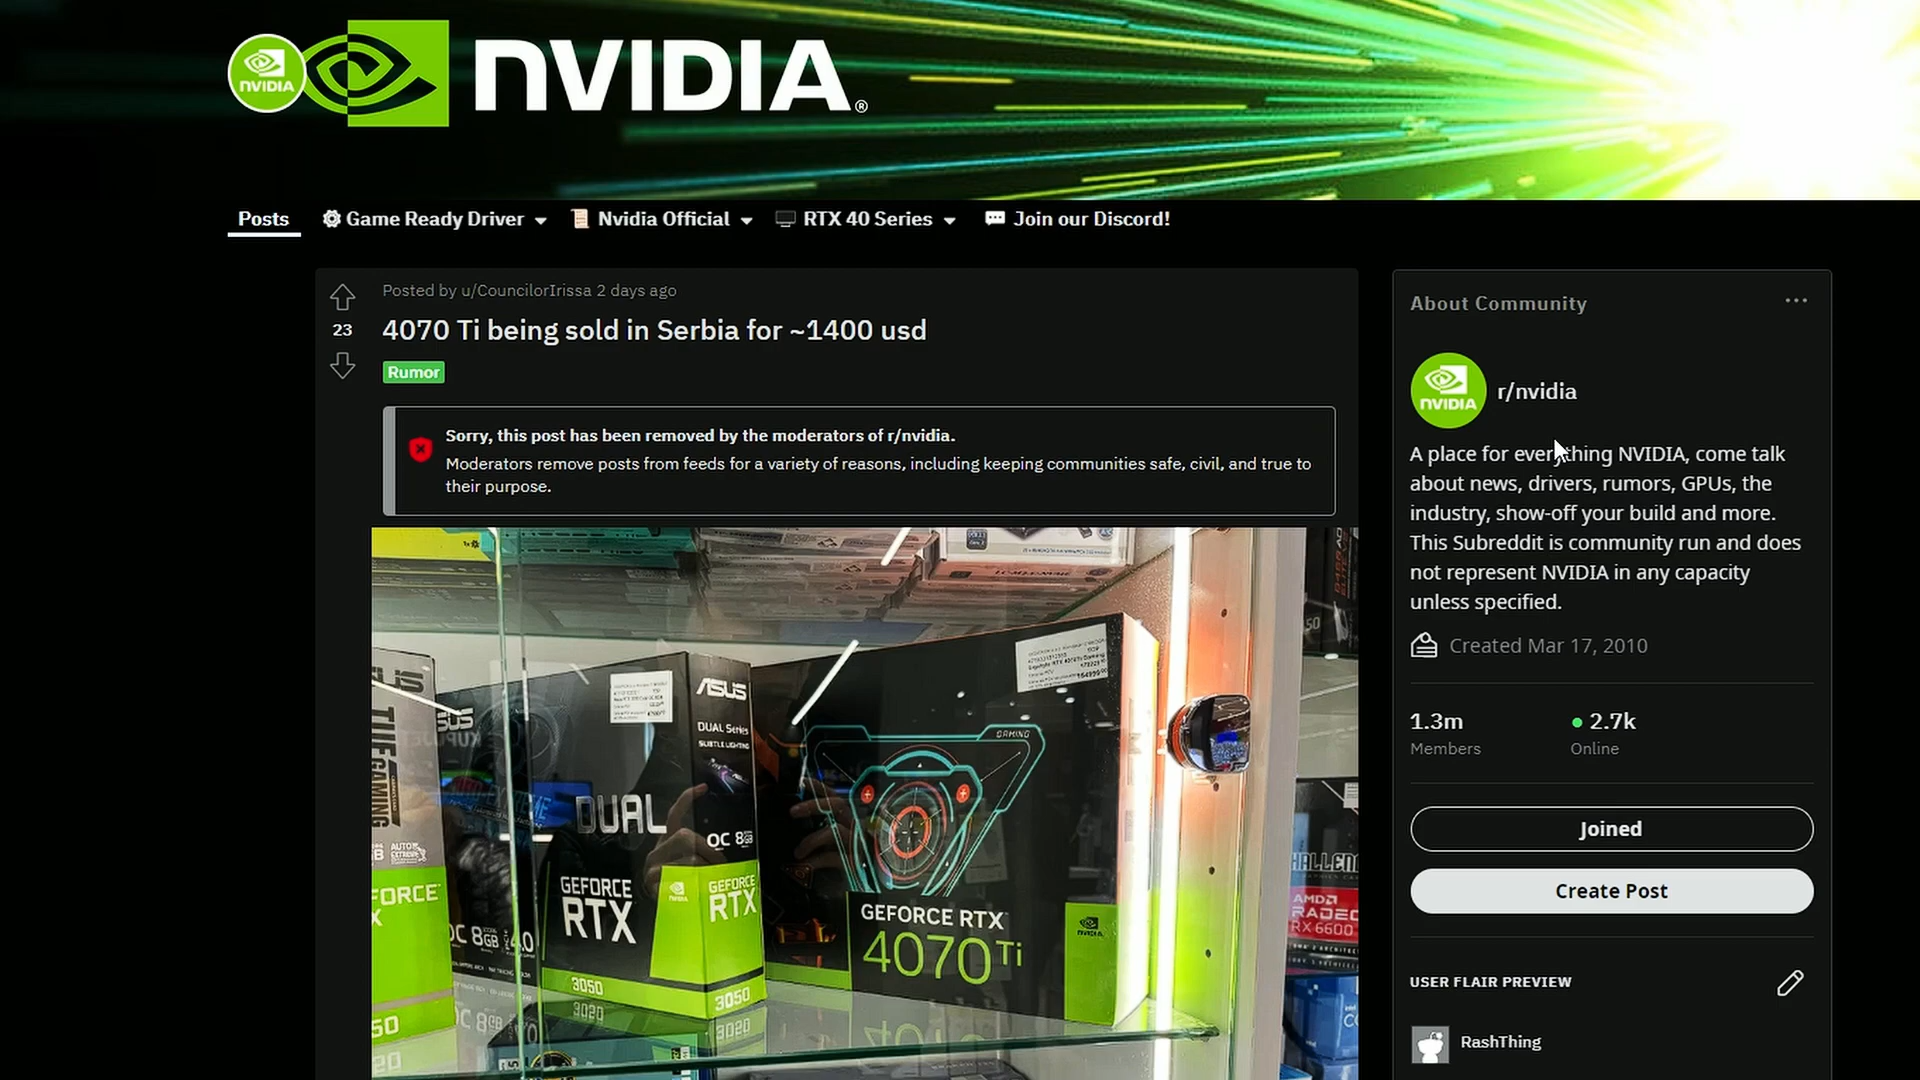 NVIDIA
NVIDIA®
Posts
Game Ready Driver
Nvidia Official
RTX 40 Series
Join our Discord!
Posted by u/CouncilorIrissa 2 days ago
23
4070 Ti being sold in Serbia for ~1400 usd
Rumor
Sorry, this post has been removed by the moderators of r/nvidia.
Moderators remove posts from feeds for a variety of reasons, including keeping communities safe, civil, and true to
their purpose.
About Community
NVIDIA
r/nvidia
A place for everything NVIDIA, come talk
about news, drivers, rumors, GPUs, the
industry, show-off your build and more.
This Subreddit is community run and does
not represent NVIDIA in any capacity
unless specified.
Created Mar 17, 2010
1.3m
Members
2.7k
Online
Joined
Create Post
USER FLAIR PREVIEW
RashThing
TUF GAMING
ASUS
DUAL Series
DUAL
OC 8GB
GEFORCE
RTX
GEFORCE
RTX
3050
3050
GAMING
GEFORCE RTX
4070 Ti
AMD
RADEO
RX 6600